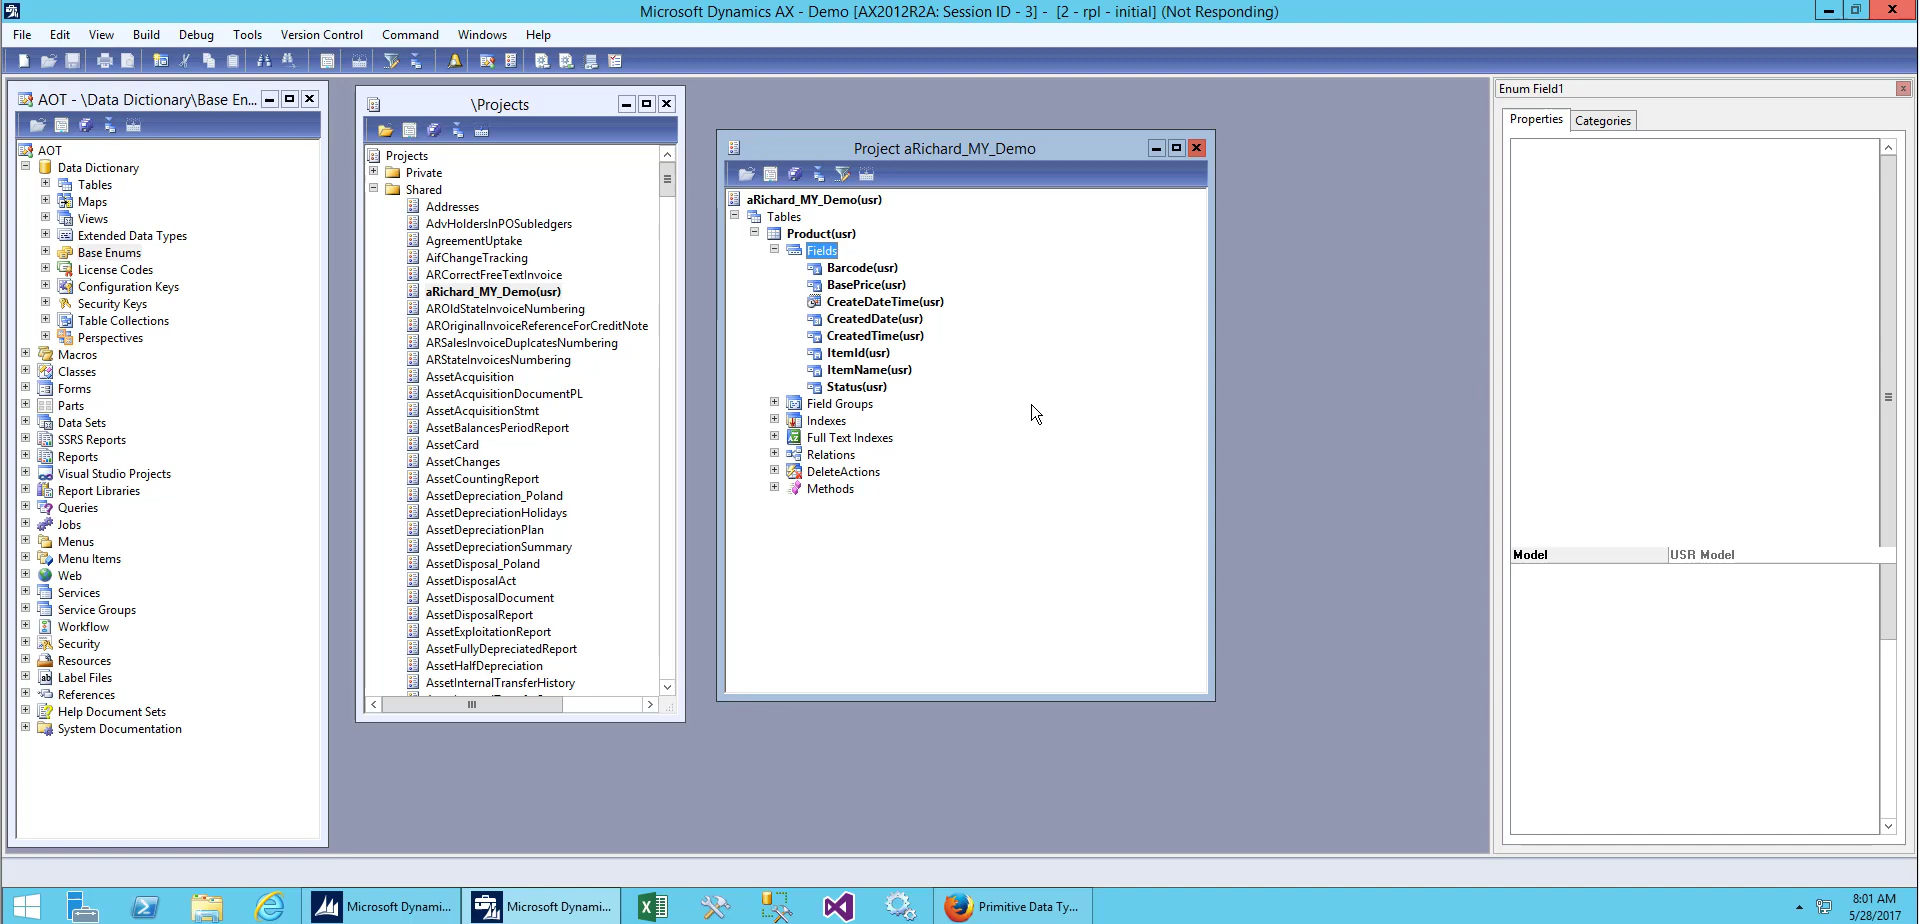 Microsoft Dynamics AX - Demo [AX2012R2A: Session ID - 3] -  [2 - rpl - initial] (Not Responding)
File Edit View Build Debug Tools Version Control Command Windows Help
AOT - \Data Dictionary\Base En...
AOT
Data Dictionary
Tables
Maps
Views
Extended Data Types
Base Enums
License Codes
Configuration Keys
Security Keys
Table Collections
Perspectives
Macros
Classes
Forms
Parts
Data Sets
SSRS Reports
Reports
Visual Studio Projects
Report Libraries
Queries
Jobs
Menus
Menu Items
Web
Services
Service Groups
Workflow
Security
Resources
Label Files
References
Help Document Sets
System Documentation
\Projects
Projects
Private
Shared
Addresses
AdvHoldersInPOSubledgers
AgreementUptake
AifChangeTracking
ARCorrectFreeTextInvoice
aRichard_MY_Demo(usr)
AROldStateInvoiceNumbering
AROriginalInvoiceReferenceForCreditNote
ARSalesInvoiceDuplcatesNumbering
ARStateInvoicesNumbering
AssetAcquisition
AssetAcquisitionDocumentPL
AssetAcquisitionStmt
AssetBalancesPeriodReport
AssetCard
AssetChanges
AssetCountingReport
AssetDepreciation_Poland
AssetDepreciationHolidays
AssetDepreciationPlan
AssetDepreciationSummary
AssetDisposal_Poland
AssetDisposalAct
AssetDisposalDocument
AssetDisposalReport
AssetExploitationReport
AssetFullyDepreciatedReport
AssetHalfDepreciation
AssetInternalTransferHistory
Project aRichard_MY_Demo
aRichard_MY_Demo(usr)
Tables
Product(usr)
Fields
Barcode(usr)
BasePrice(usr)
CreateDateTime(usr)
CreatedDate(usr)
CreatedTime(usr)
ItemId(usr)
ItemName(usr)
Status(usr)
Field Groups
Indexes
Full Text Indexes
Relations
DeleteActions
Methods
Enum Field1
Properties Categories
Model USR Model
Microsoft Dynami... Microsoft Dynami... Primitive Data Ty...
8:01 AM
5/28/2017